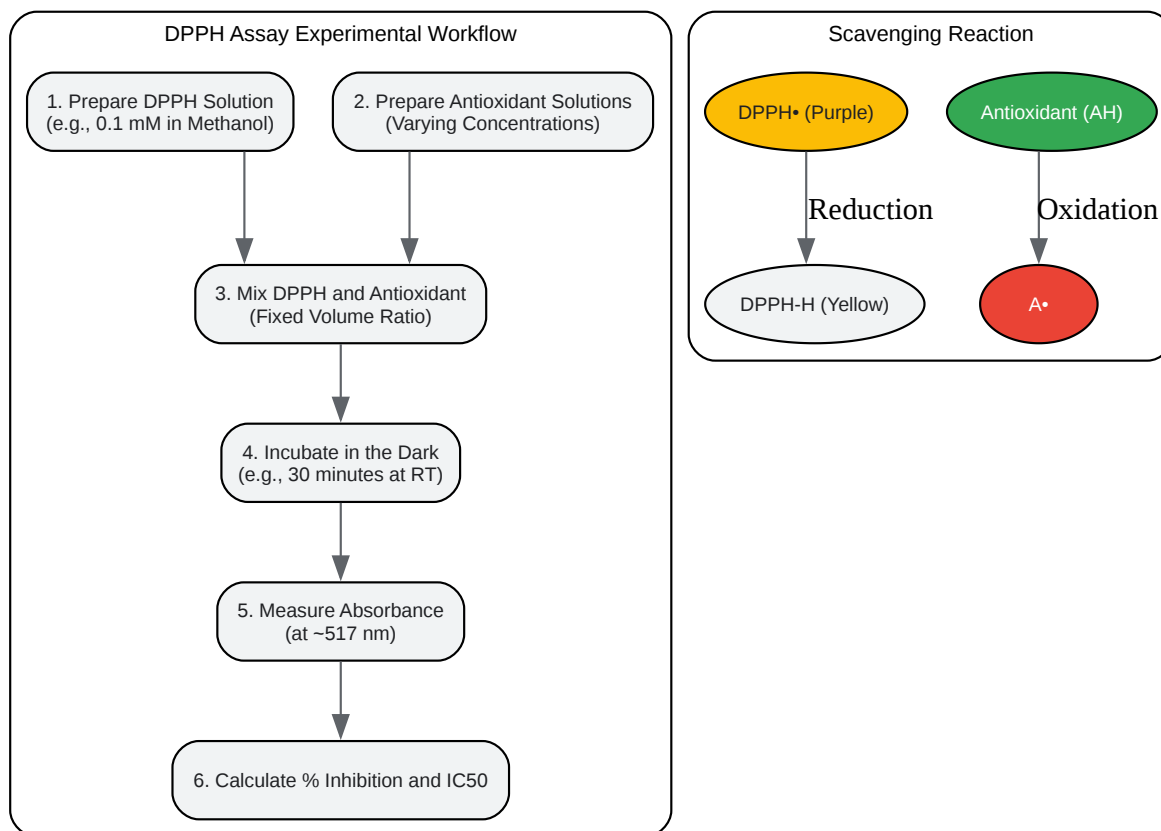 DPPH Assay Experimental Workflow
1. Prepare DPPH Solution
(e.g., 0.1 mM in Methanol)
2. Prepare Antioxidant Solutions
(Varying Concentrations)
3. Mix DPPH and Antioxidant
(Fixed Volume Ratio)
4. Incubate in the Dark
(e.g., 30 minutes at RT)
5. Measure Absorbance
(at ~517 nm)
6. Calculate % Inhibition and IC50
Scavenging Reaction
DPPH• (Purple)
Antioxidant (AH)
Reduction
Oxidation
DPPH-H (Yellow)
A•